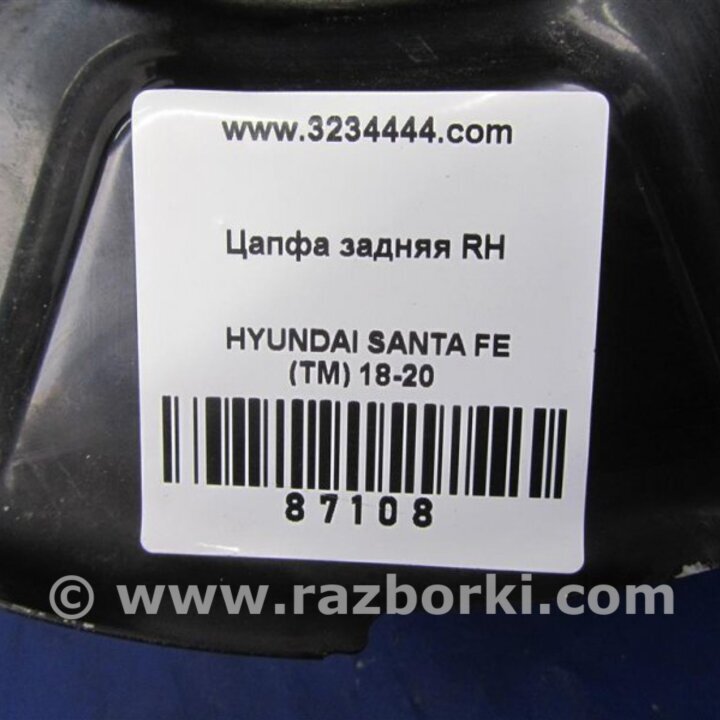 www.3234444.com
Цапфа задняя RH
HYUNDAI SANTA FE
(TM) 18-20
87108
© www.razborki.com